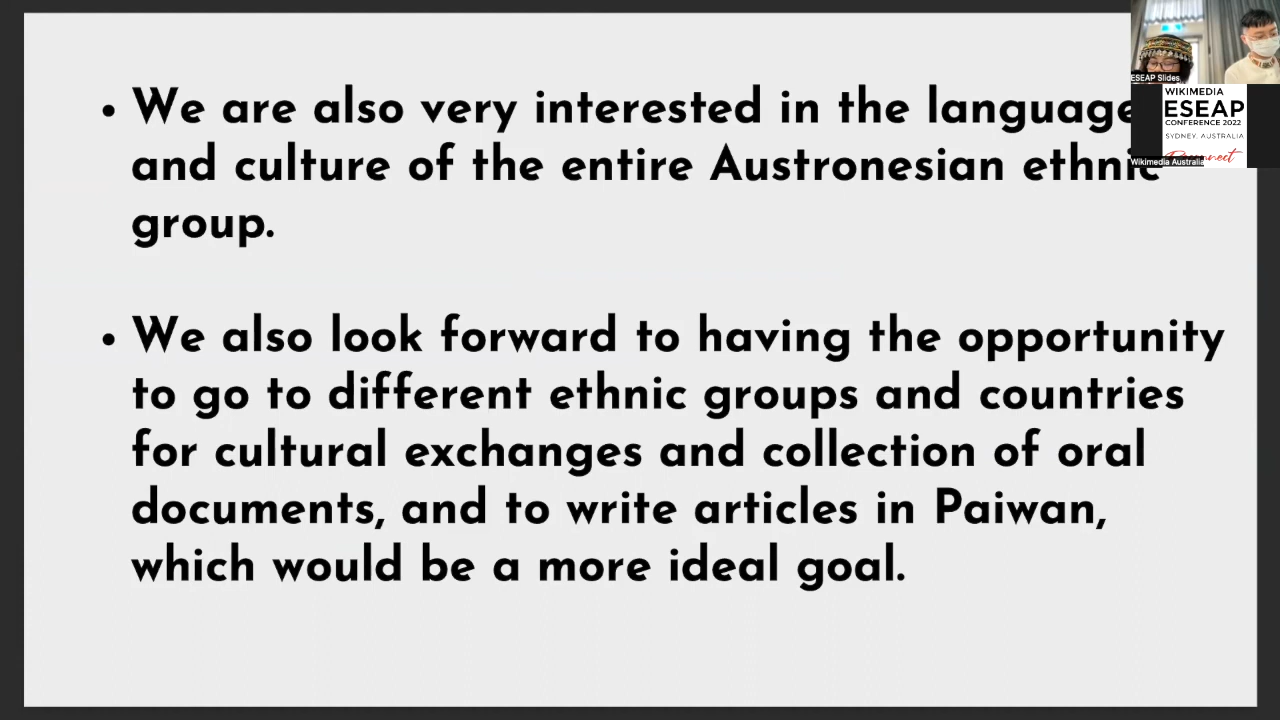 • We are also very interested in the language
and culture of the entire Austronesian ethnic
group.
• We also look forward to having the opportunity
to go to different ethnic groups and countries
for cultural exchanges and collection of oral
documents, and to write articles in Paiwan,
which would be a more ideal goal.
ESEAP Slides
WIKIMEDIA
ESEAP
CONFERENCE 2022
SYDNEY, AUSTRALIA
Wikimedia Australia